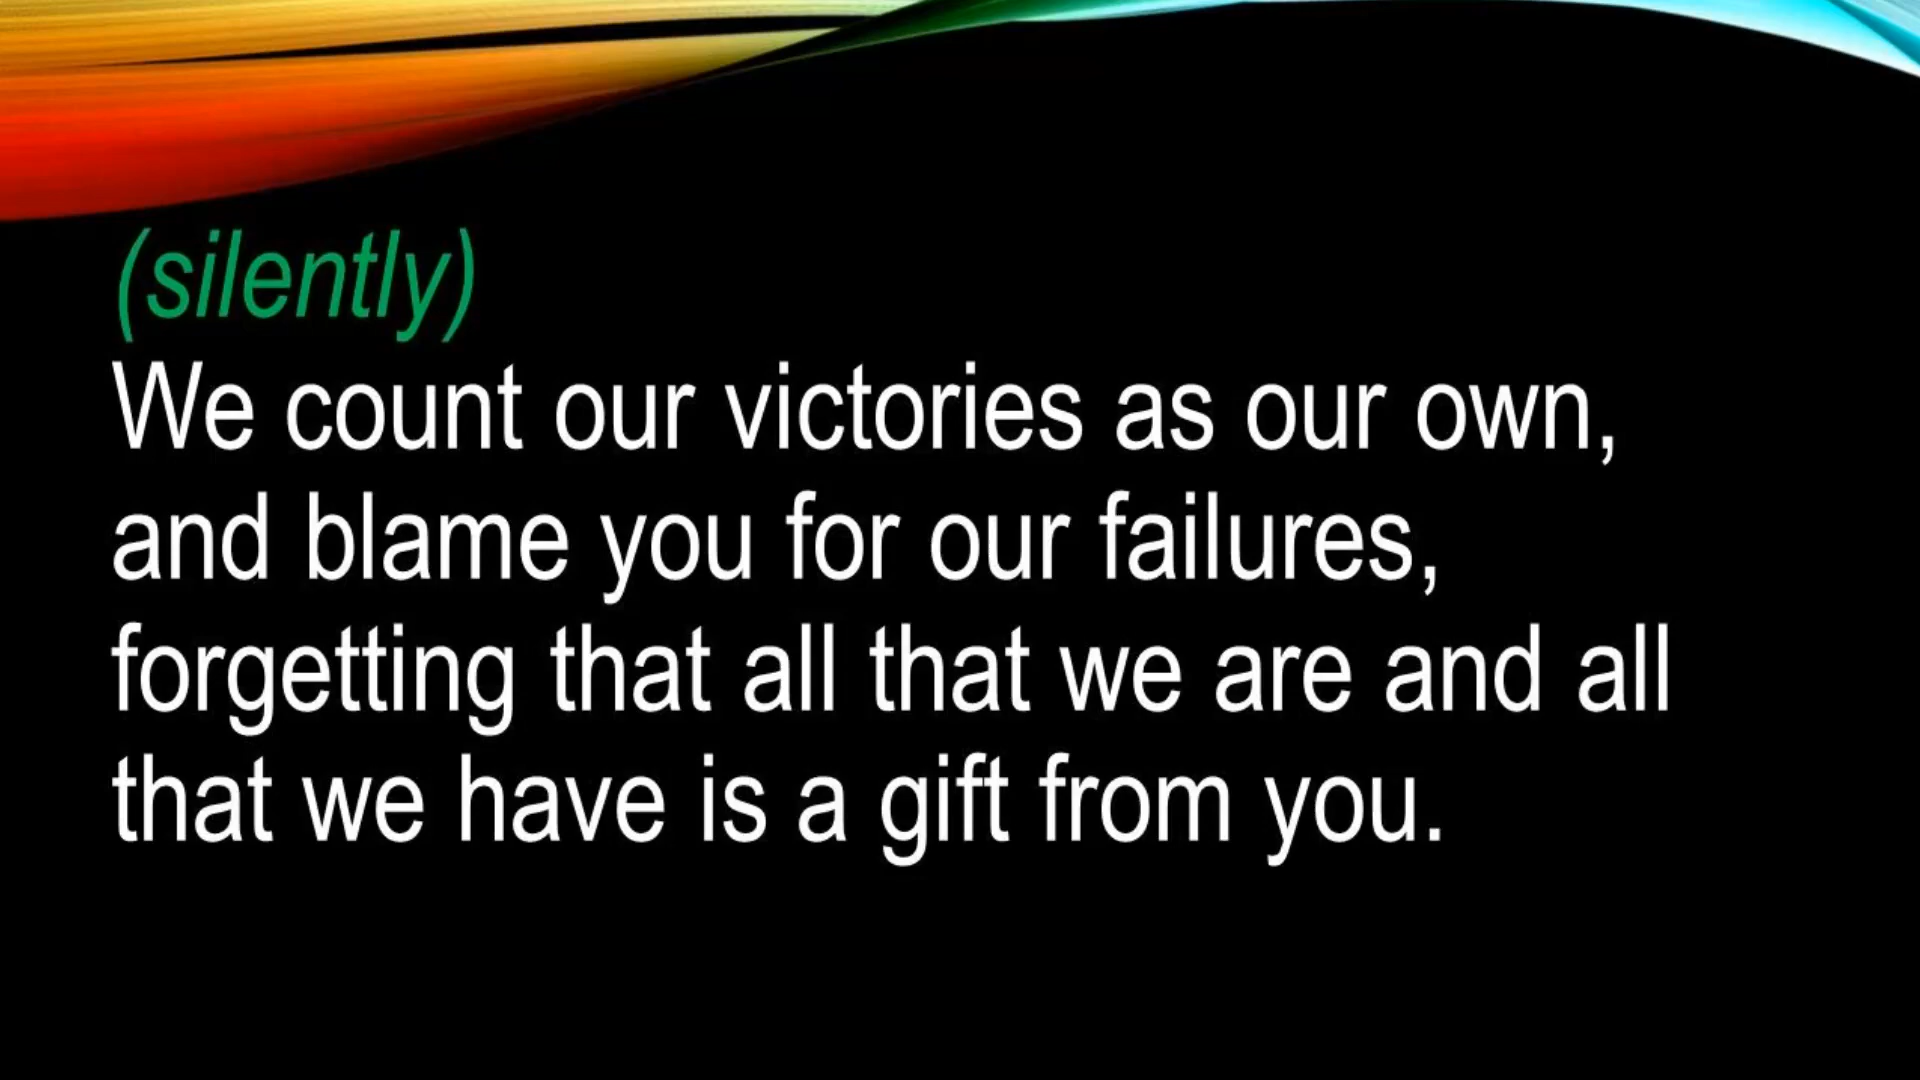 (silently)
We count our victories as our own,
and blame you for our failures,
forgetting that all that we are and all
that we have is a gift from you.